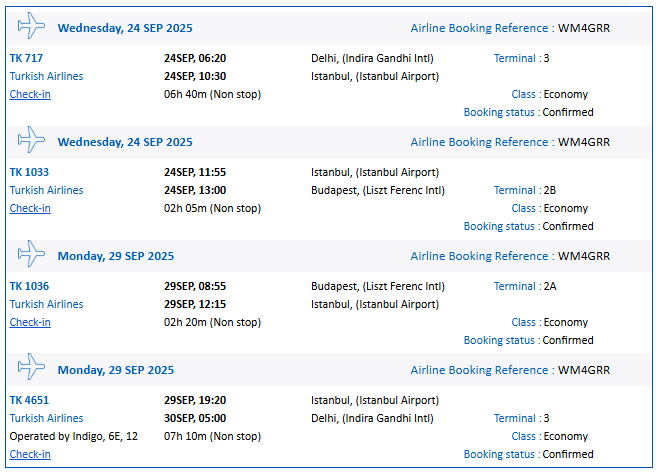 Wednesday, 24 SEP 2025 Airline Booking Reference : WM4GRR
TK 717 24SEP, 06:20 Delhi, (Indira Gandhi Intl) Terminal : 3
Turkish Airlines 24SEP, 10:30 Istanbul, (Istanbul Airport)
Check-in 06h 40m (Non stop) Class : Economy
Booking status : Confirmed
Wednesday, 24 SEP 2025 Airline Booking Reference : WM4GRR
TK 1033 24SEP, 11:55 Istanbul, (Istanbul Airport)
Turkish Airlines 24SEP, 13:00 Budapest, (Liszt Ferenc Intl) Terminal : 2B
Check-in 02h 05m (Non stop) Class : Economy
Booking status : Confirmed
Monday, 29 SEP 2025 Airline Booking Reference : WM4GRR
TK 1036 29SEP, 08:55 Budapest, (Liszt Ferenc Intl) Terminal : 2A
Turkish Airlines 29SEP, 12:15 Istanbul, (Istanbul Airport)
Check-in 02h 20m (Non stop) Class : Economy
Booking status : Confirmed
Monday, 29 SEP 2025 Airline Booking Reference : WM4GRR
TK 4651 29SEP, 19:20 Istanbul, (Istanbul Airport)
Turkish Airlines 30SEP, 05:00 Delhi, (Indira Gandhi Intl) Terminal : 3
Operated by Indigo, 6E, 12 07h 10m (Non stop) Class : Economy
Check-in Booking status : Confirmed